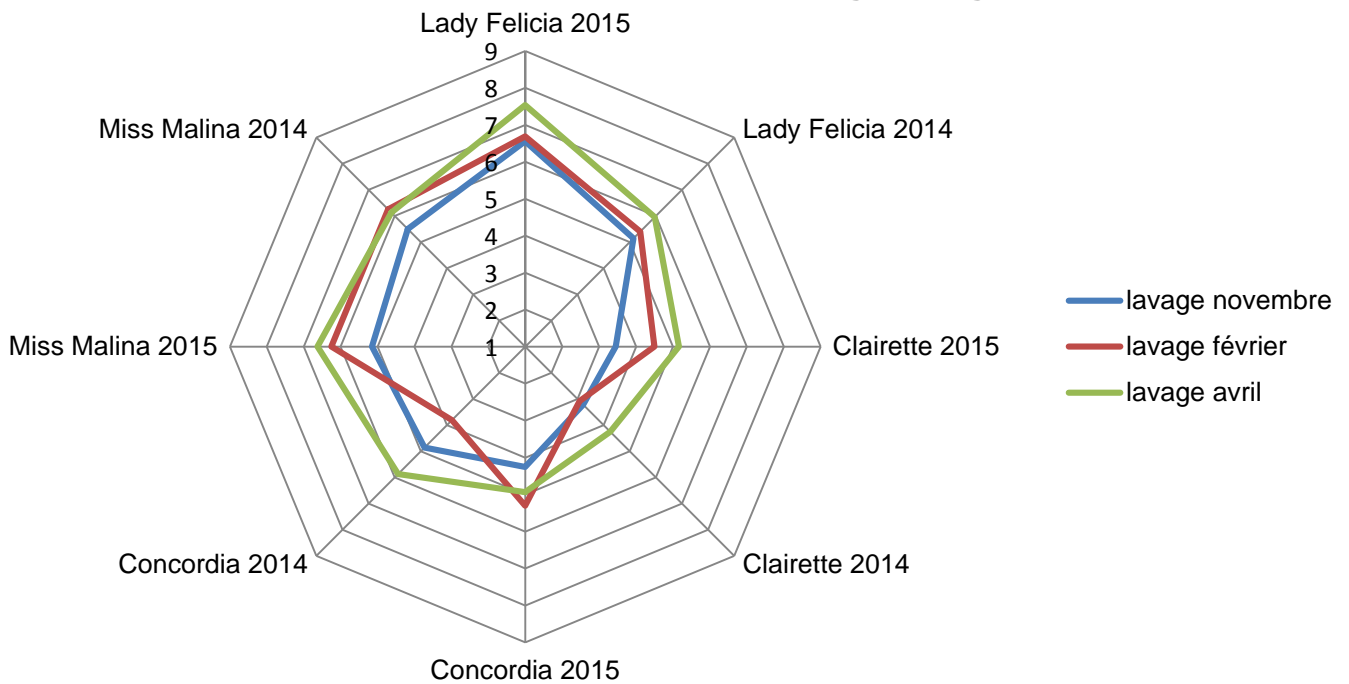 Lady Felicia 2015
9
8
7
6
5
4
3
2
1
Lady Felicia 2014
Clairette 2015
Clairette 2014
Concordia 2015
Concordia 2014
Miss Malina 2015
Miss Malina 2014
lavage novembre
lavage février
lavage avril